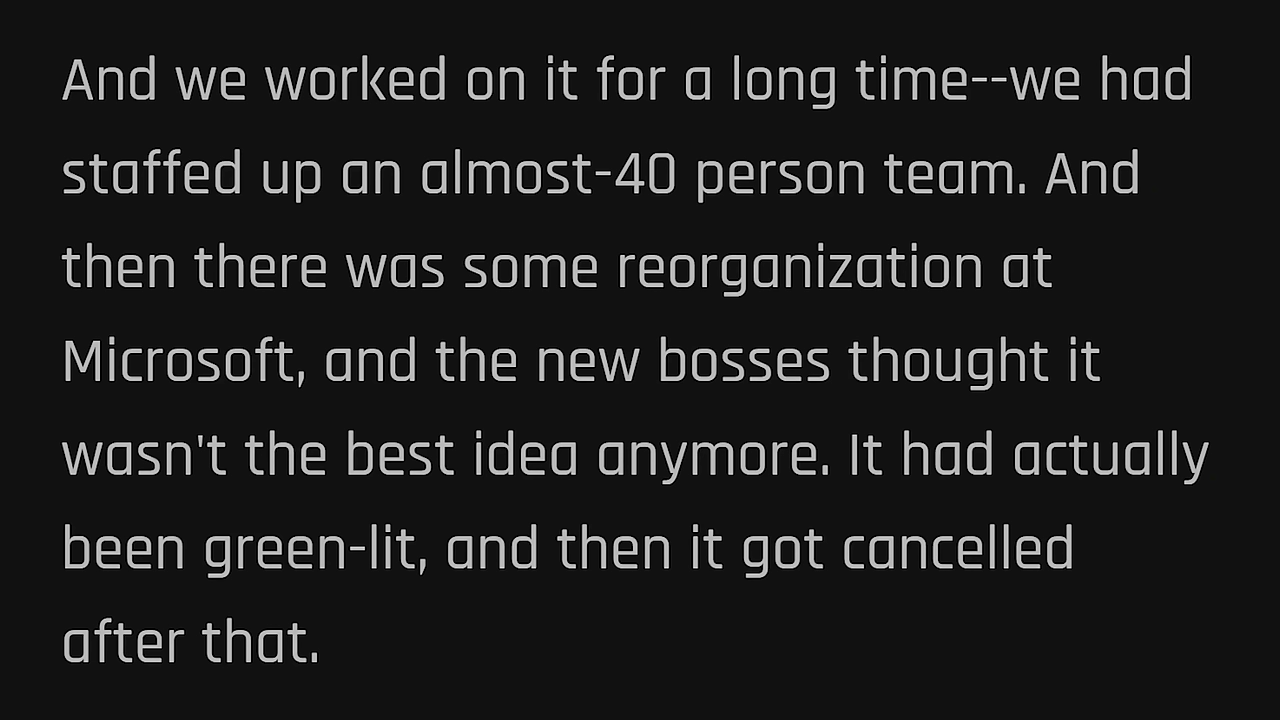 And we worked on it for a long time--we had
staffed up an almost-40 person team. And
then there was some reorganization at
Microsoft, and the new bosses thought it
wasn't the best idea anymore. It had actually
been green-lit, and then it got cancelled
after that.